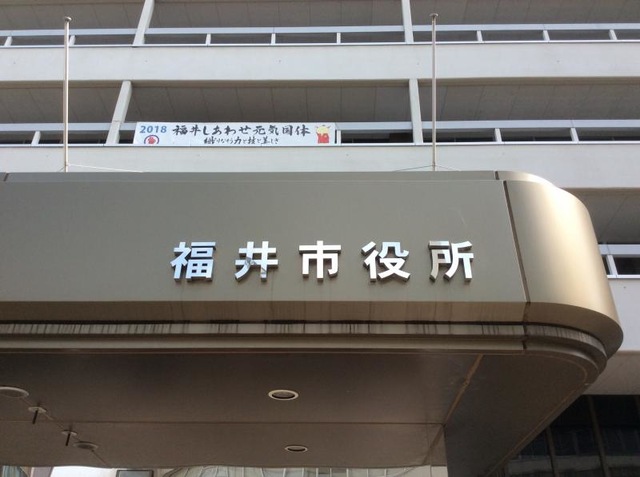 2018 福井しあわせ元気国体
織りなそう力と技と美しさ
福井市役所